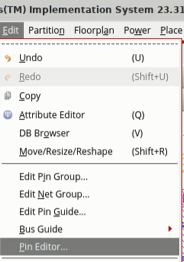 s(TM) Implementation System 23.31
Edit Partition Floorplan Power Place
Undo (U)
Redo (Shift+U)
Copy
Attribute Editor (Q)
DB Browser (V)
Move/Resize/Reshape (Shift+R)
Edit Pin Group...
Edit Net Group...
Edit Pin Guide...
Bus Guide
Pin Editor...